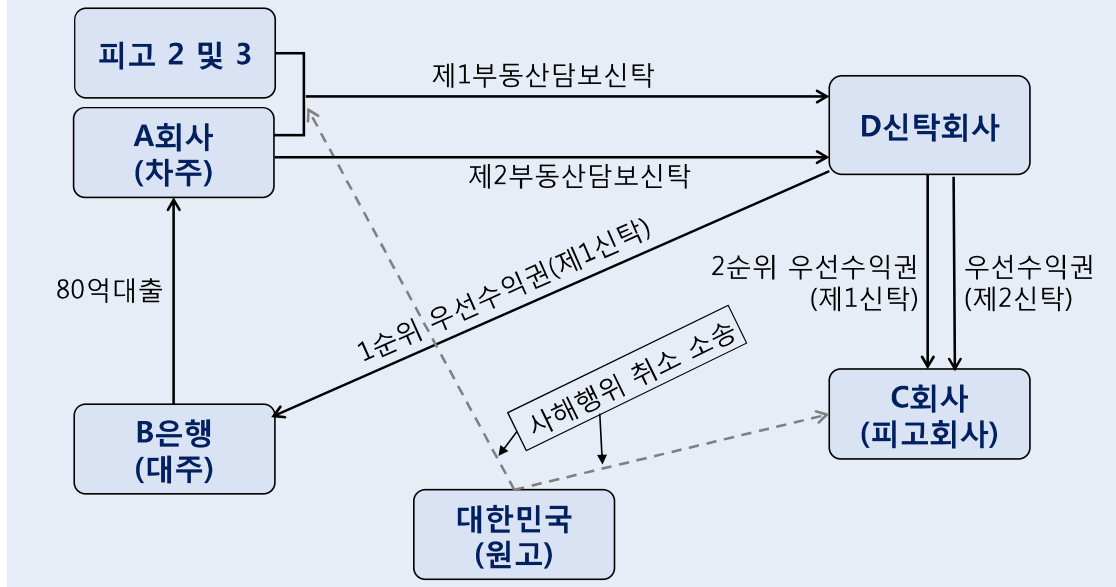 피고 2 및 3
제1부동산담보신탁
A회사
(차주)
D신탁회사
제2부동산담보신탁
80억대출
1순위 우선수익권(제1신탁)
2순위 우선수익권
(제1신탁)
우선수익권
(제2신탁)
사해행위 취소 소송
B은행
(대주)
C회사
(피고회사)
대한민국
(원고)